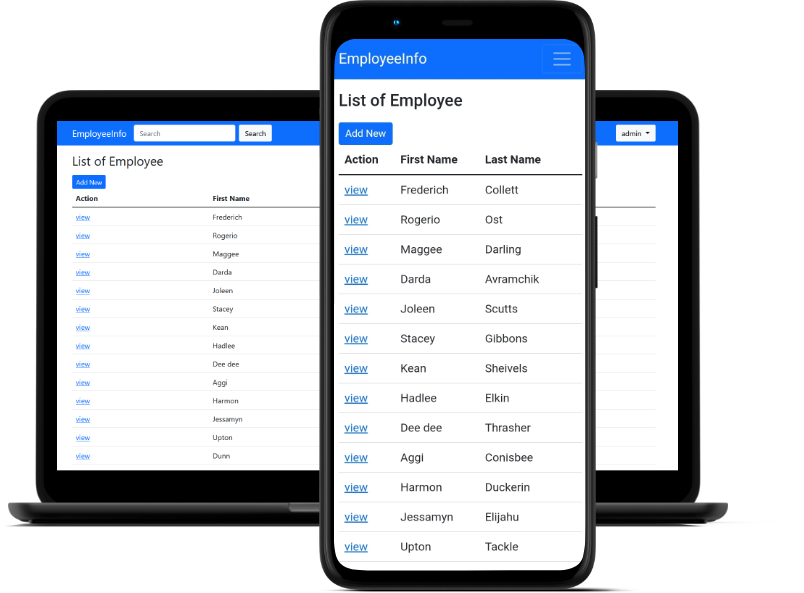 EmployeeInfo
Search
Search
admin
List of Employee
Add New
Action First Name
view Frederich
view Rogerio
view Maggee
view Darda
view Joleen
view Stacey
view Kean
view Hadlee
view Dee dee
view Aggi
view Harmon
view Jessamyn
view Upton
view Dunn
EmployeeInfo
List of Employee
Add New
Action First Name Last Name
view Frederich Collett
view Rogerio Ost
view Maggee Darling
view Darda Avramchik
view Joleen Scutts
view Stacey Gibbons
view Kean Sheivels
view Hadlee Elkin
view Dee dee Thrasher
view Aggi Conisbee
view Harmon Duckerin
view Jessamyn Elijahu
view Upton Tackle